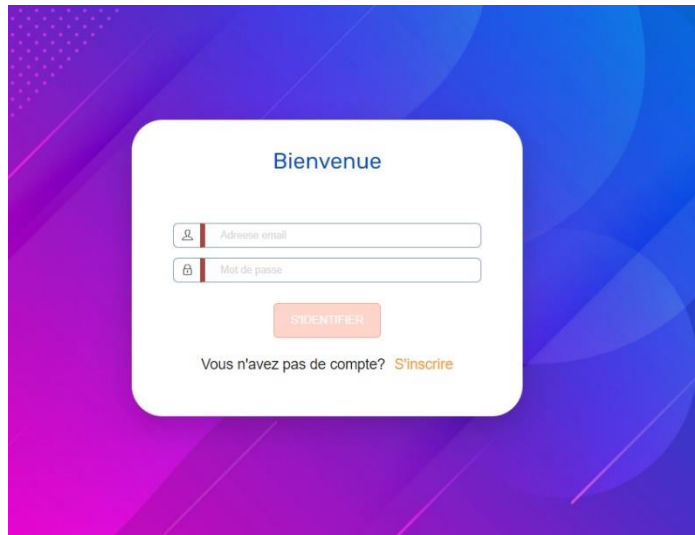 Bienvenue
Adreese email
Mot de passe
S'IDENTIFIER
Vous n'avez pas de compte? S'inscrire